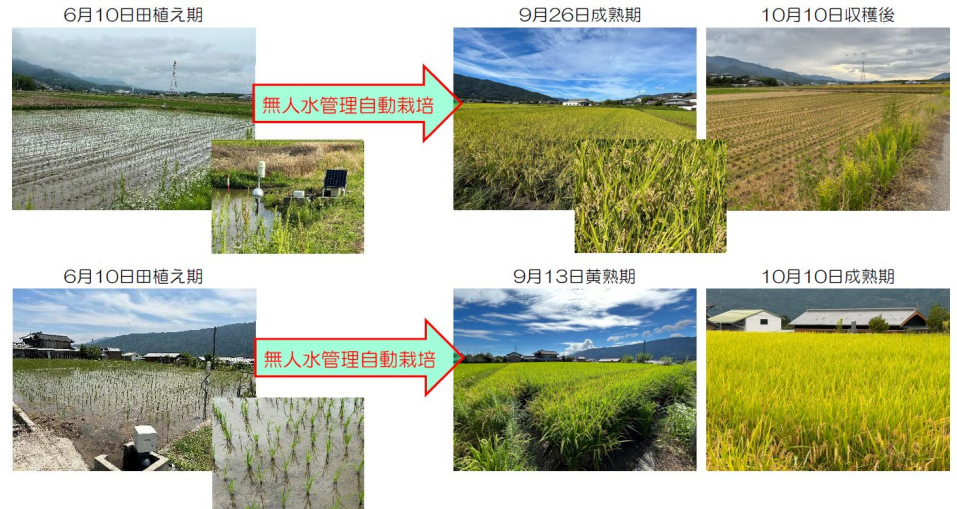 6月10日田植え期
9月26日成熟期
10月10日収穫後
無人水管理自動栽培
6月10日田植え期
9月13日黄熟期
10月10日成熟期
無人水管理自動栽培